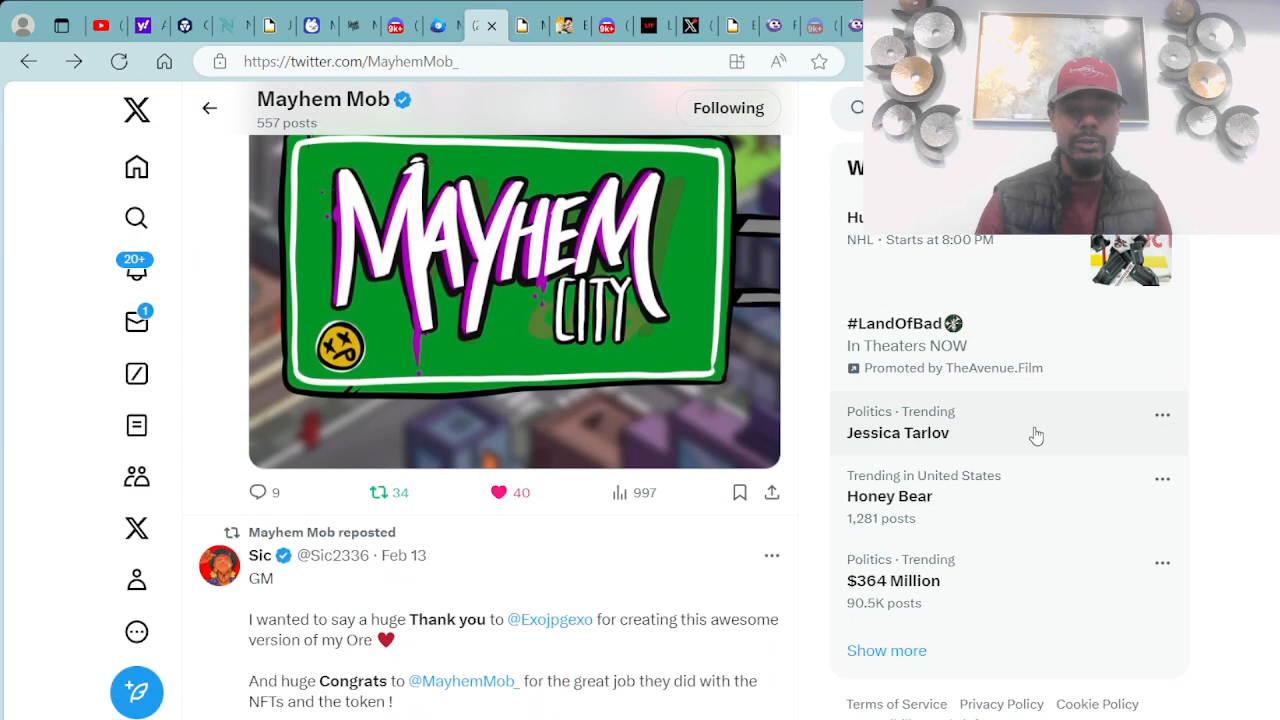 https://twitter.com/MayhemMob_
Mayhem Mob
557 posts
Following
MAYHEM
CITY
9
34
40
997
Mayhem Mob reposted
Sic @Sic2336 · Feb 13
GM
I wanted to say a huge Thank you to @Exojpgexo for creating this awesome
version of my Ore
And huge Congrats to @MayhemMob_ for the great job they did with the
NFTs and the token !
20+
1
NHL · Starts at 8:00 PM
#LandOfBad
In Theaters NOW
Promoted by TheAvenue.Film
Politics · Trending
Jessica Tarlov
Trending in United States
Honey Bear
1,281 posts
Politics · Trending
$364 Million
90.5K posts
Show more
Terms of Service Privacy Policy Cookie Policy